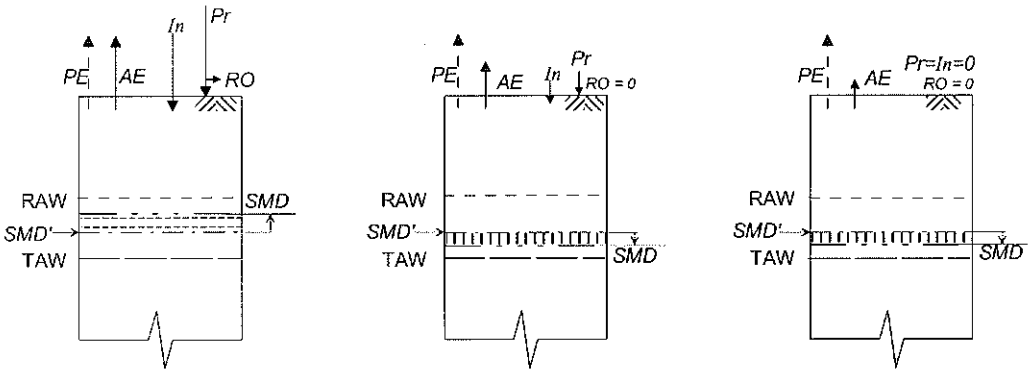 PE
AE
In
Pr
RO
RAW
SMD
SMD'
TAW
PE
AE
In
Pr
RO = 0
RAW
SMD'
SMD
TAW
PE
AE
Pr=In=0
RO = 0
RAW
SMD'
SMD
TAW